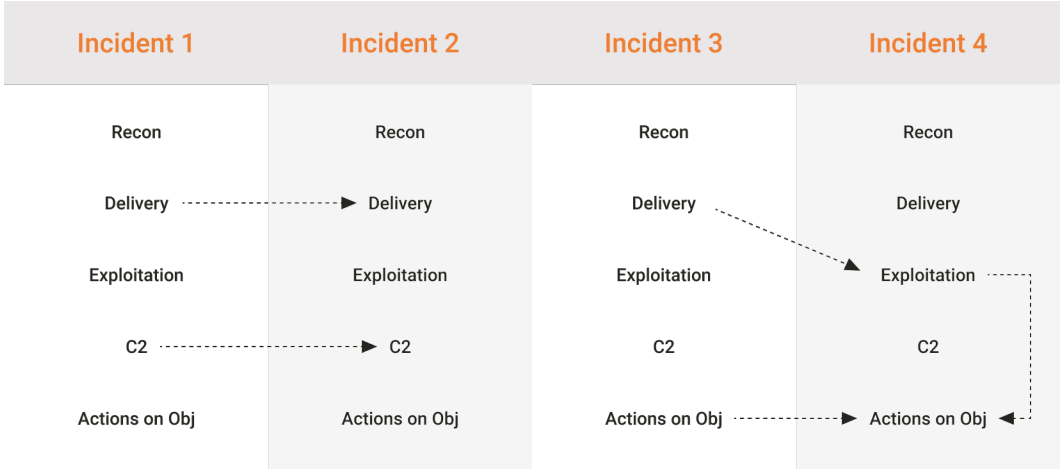 Incident 1 Incident 2 Incident 3 Incident 4
Recon Recon Recon Recon
Delivery Delivery Delivery Delivery
Exploitation Exploitation Exploitation Exploitation
C2 C2 C2 C2
Actions on Obj Actions on Obj Actions on Obj Actions on Obj